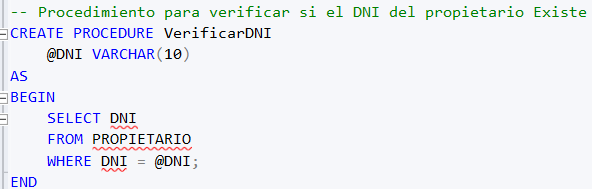 -- Procedimiento para verificar si el DNI del propietario Existe
CREATE PROCEDURE VerificarDNI
    @DNI VARCHAR(10)
AS
BEGIN
    SELECT DNI
    FROM PROPIETARIO
    WHERE DNI = @DNI;
END